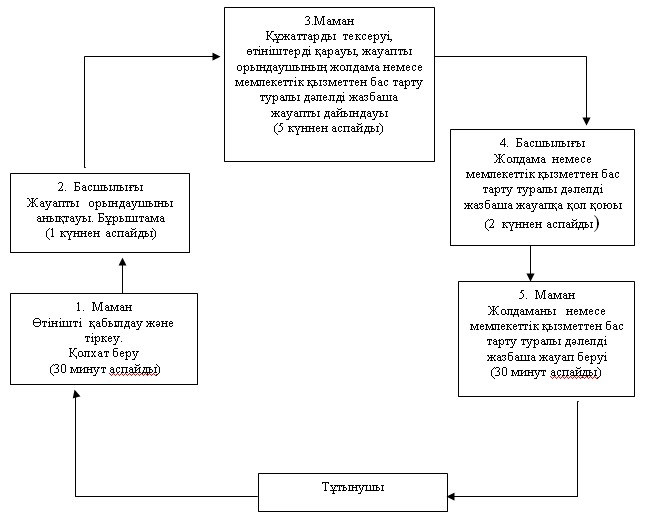 3.Маман
Құжаттарды тексеруі,
өтініштерді қарауы, жауапты
орындаушының жолдама немесе
мемлекеттік қызметтен бас тарту
туралы дәлелді жазбаша
жауапты дайындауы
(5 күннен аспайды)
4. Басшылығы
Жолдама немесе
мемлекеттік қызметтен бас
тарту туралы дәлелді
жазбаша жауапқа қол қоюы
(2 күннен аспайды)
2. Басшылығы
Жауапты орындаушыны
анықтауы. Бұрыштама
(1 күннен аспайды)
1. Маман
Өтінішті қабылдау және
тіркеу.
Қолхат беру
(30 минут аспайды)
5. Маман
Жолдаманы немесе
мемлекеттік қызметтен бас
тарту туралы дәлелді
жазбаша жауап беруі
(30 минут аспайды)
Тұтынушы